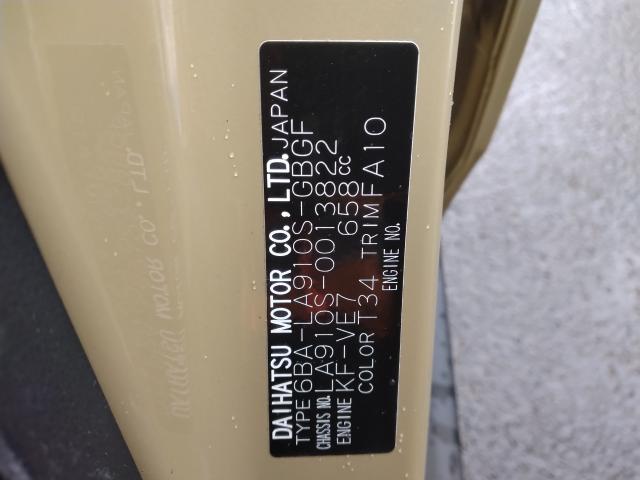 DAIHATSU MOTOR CO., LTD. JAPAN
TYPE 6BA-LA910S-GBGF
CHASSIS NO. LA910S-0013822
ENGINE KF-VE7 658cc
COLOR T34 TRIM FA10
ENGINE NO.